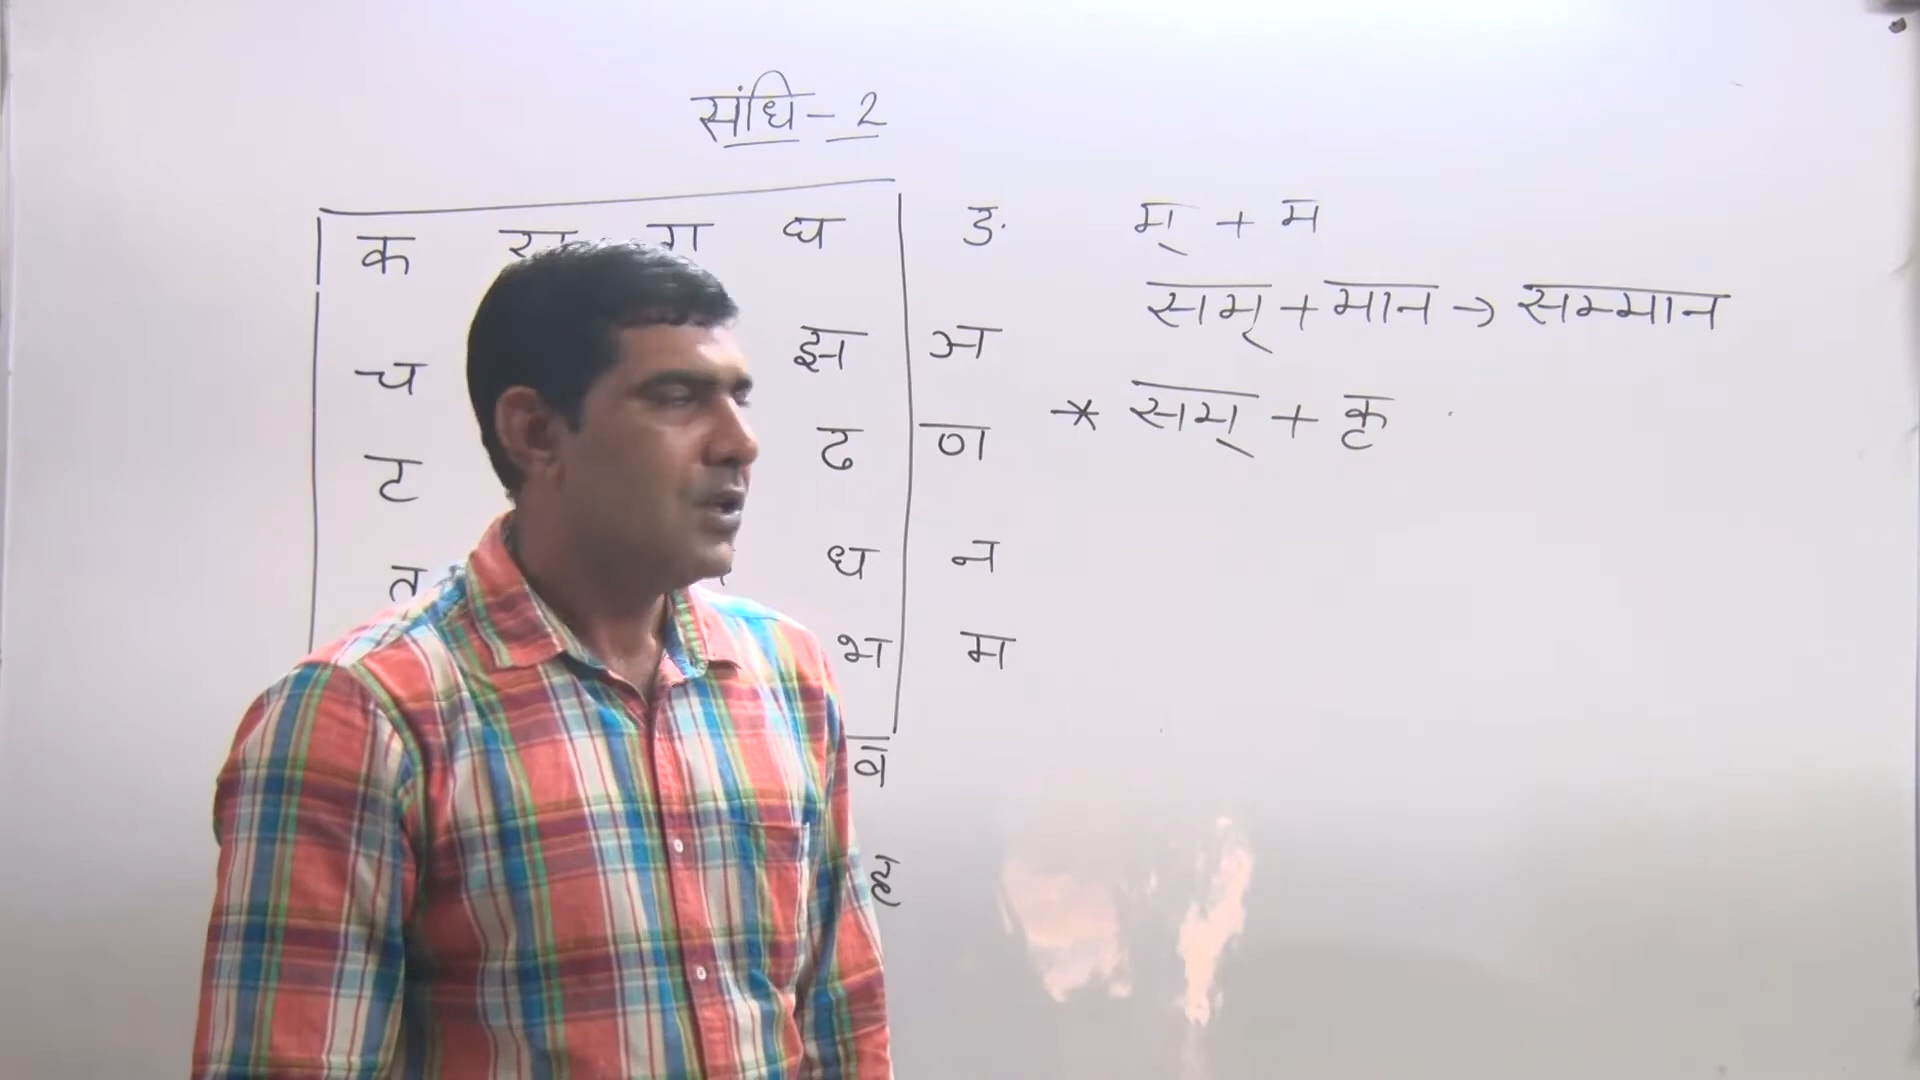 संधि - 2
क ख ग घ ङ
च झ ञ
ट ढ ण
त ध न
भ म
व
ह
म् + म
सम् + मान → सम्मान
* सम् + कृ